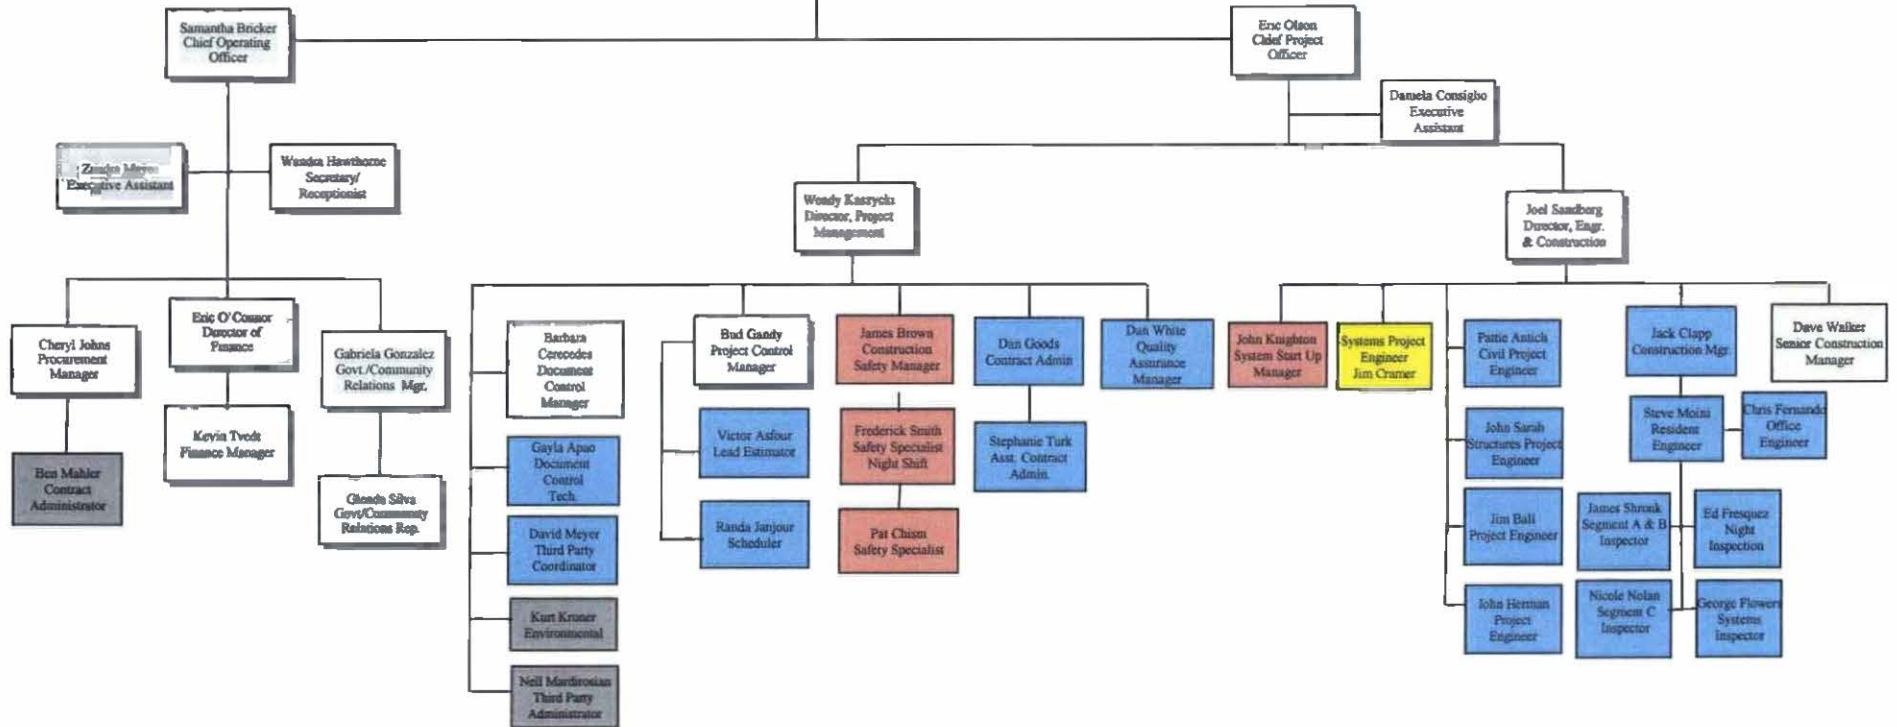 Samantha Bricker
Chief Operating
Officer
Eric Olson
Chief Project
Officer
Daniela Consiglio
Executive
Assistant
Zandra Meyer
Executive Assistant
Wandra Hawthorne
Secretary/
Receptionist
Wendy Kaszycki
Director, Project
Management
Joel Sandberg
Director, Engr.
& Construction
Cheryl Johns
Procurement
Manager
Eric O'Connor
Director of
Finance
Gabriela Gonzalez
Govt./Community
Relations Mgr.
Ben Mahler
Contract
Administrator
Kevin Tvedt
Finance Manager
Glenda Silva
Govt/Community
Relations Rep.
Barbara
Cerecedes
Document
Control
Manager
Gayla Apao
Document
Control
Tech.
David Meyer
Third Party
Coordinator
Kurt Kruner
Environmental
Neil Mardirosian
Third Party
Administrator
Bud Gandy
Project Control
Manager
Victor Asfour
Lead Estimator
Randa Janjour
Scheduler
James Brown
Construction
Safety Manager
Frederick Smith
Safety Specialist
Night Shift
Pat Chism
Safety Specialist
Dan Goods
Contract Admin
Stephanie Turk
Asst. Contract
Admin.
Dan White
Quality
Assurance
Manager
John Knighton
System Start Up
Manager
Systems Project
Engineer
Jim Cramer
Pattie Antich
Civil Project
Engineer
John Sarah
Structures Project
Engineer
Jim Ball
Project Engineer
John Herman
Project
Engineer
Jack Clapp
Construction Mgr.
Steve Moini
Resident
Engineer
Chris Fernando
Office
Engineer
James Shronk
Segment A & B
Inspector
Ed Fresquez
Night
Inspection
Nicole Nolan
Segment C
Inspector
George Flowers
Systems
Inspector
Dave Walker
Senior Construction
Manager